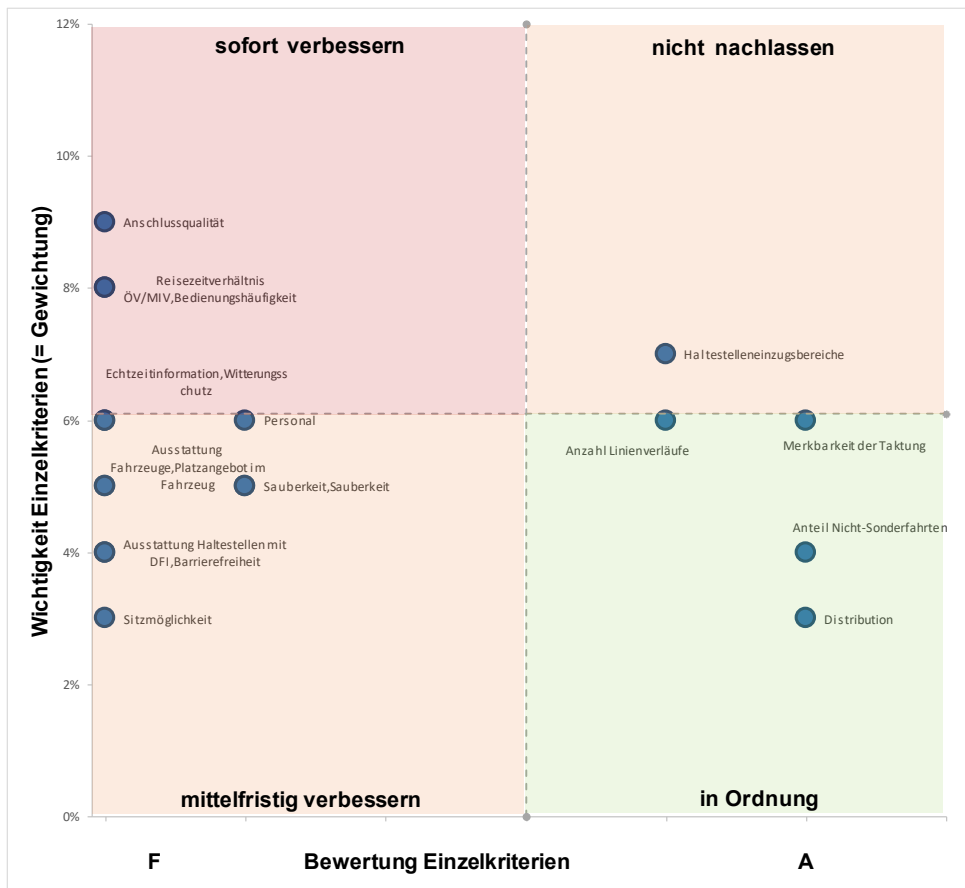 12%
sofort verbessern
nicht nachlassen
10%
Anschlussqualität
8%
Reisezeitverhältnis
ÖV/MIV,Bedienungshäufigkeit
Haltestelleneinzugsbereiche
Echtzeitinformation,Witterungss
chutz
6%
Personal
Anzahl Linienverläufe
Merkbarkeit der Taktung
Ausstattung
Fahrzeuge,Platzangebot im
Fahrzeug
Sauberkeit,Sauberkeit
Anteil Nicht-Sonderfahrten
4%
Ausstattung Haltestellen mit
DFI,Barrierefreiheit
Sitzmöglichkeit
Distribution
2%
mittelfristig verbessern
in Ordnung
0%
Wichtigkeit Einzelkriterien (= Gewichtung)
F
Bewertung Einzelkriterien
A